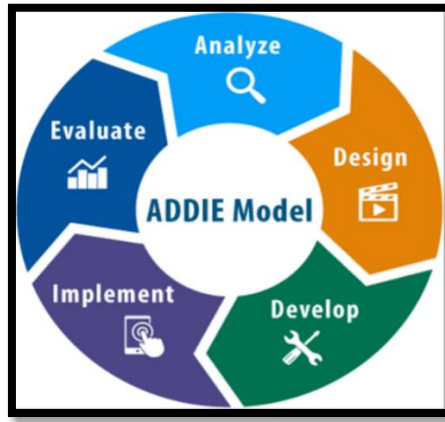 Analyze
Design
Develop
Implement
Evaluate
ADDIE Model